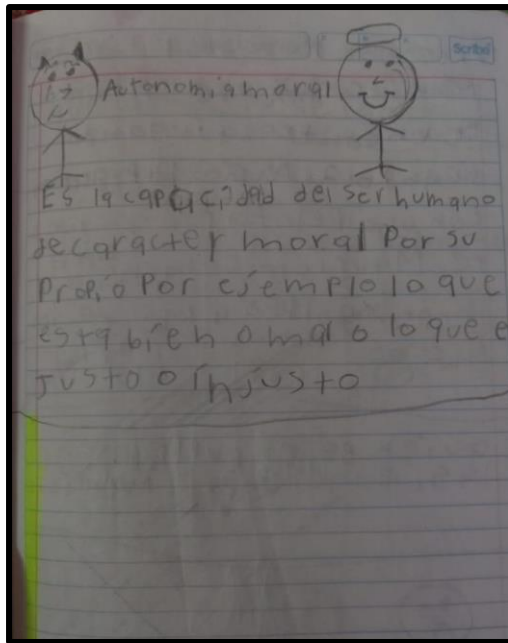 Scribe
Autonomia moral
Es la capacidad del ser humano
de caracter moral Por su
Propio Por ejemplo lo que
esta bien o mal o lo que e
justo o injusto